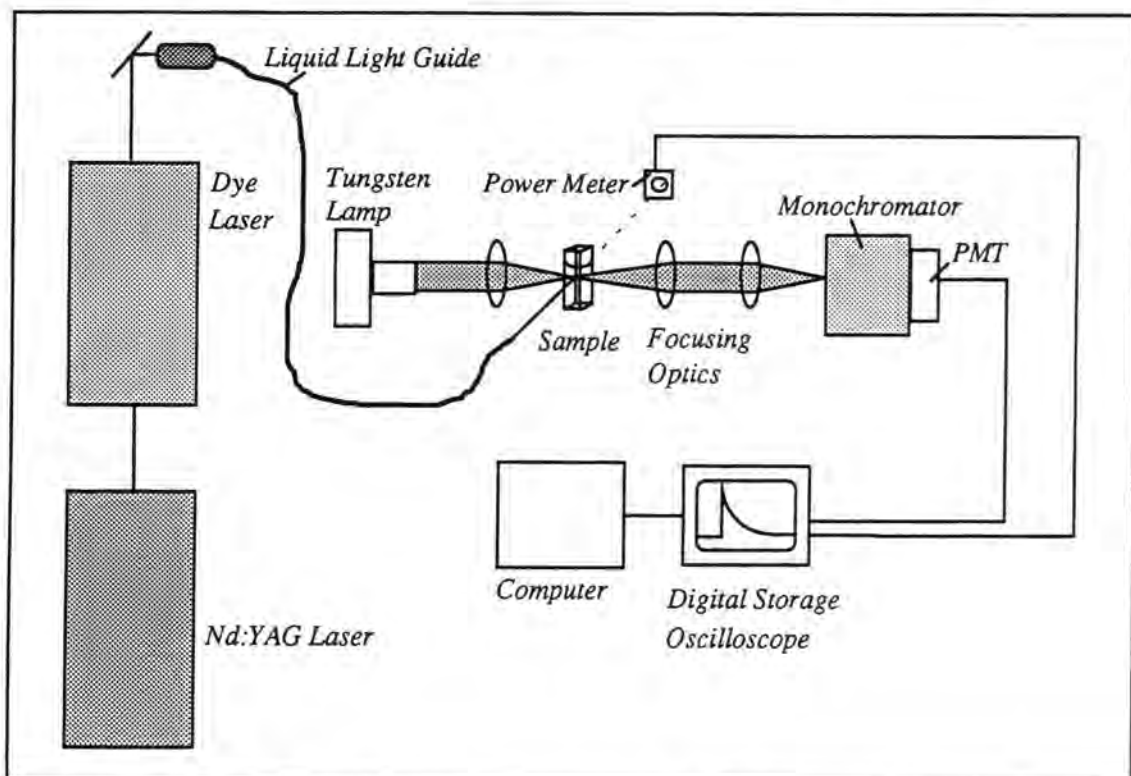 Liquid Light Guide
Dye
Laser
Tungsten
Lamp
Power Meter
Monochromator
PMT
Sample
Focusing
Optics
Computer
Digital Storage
Oscilloscope
Nd:YAG Laser